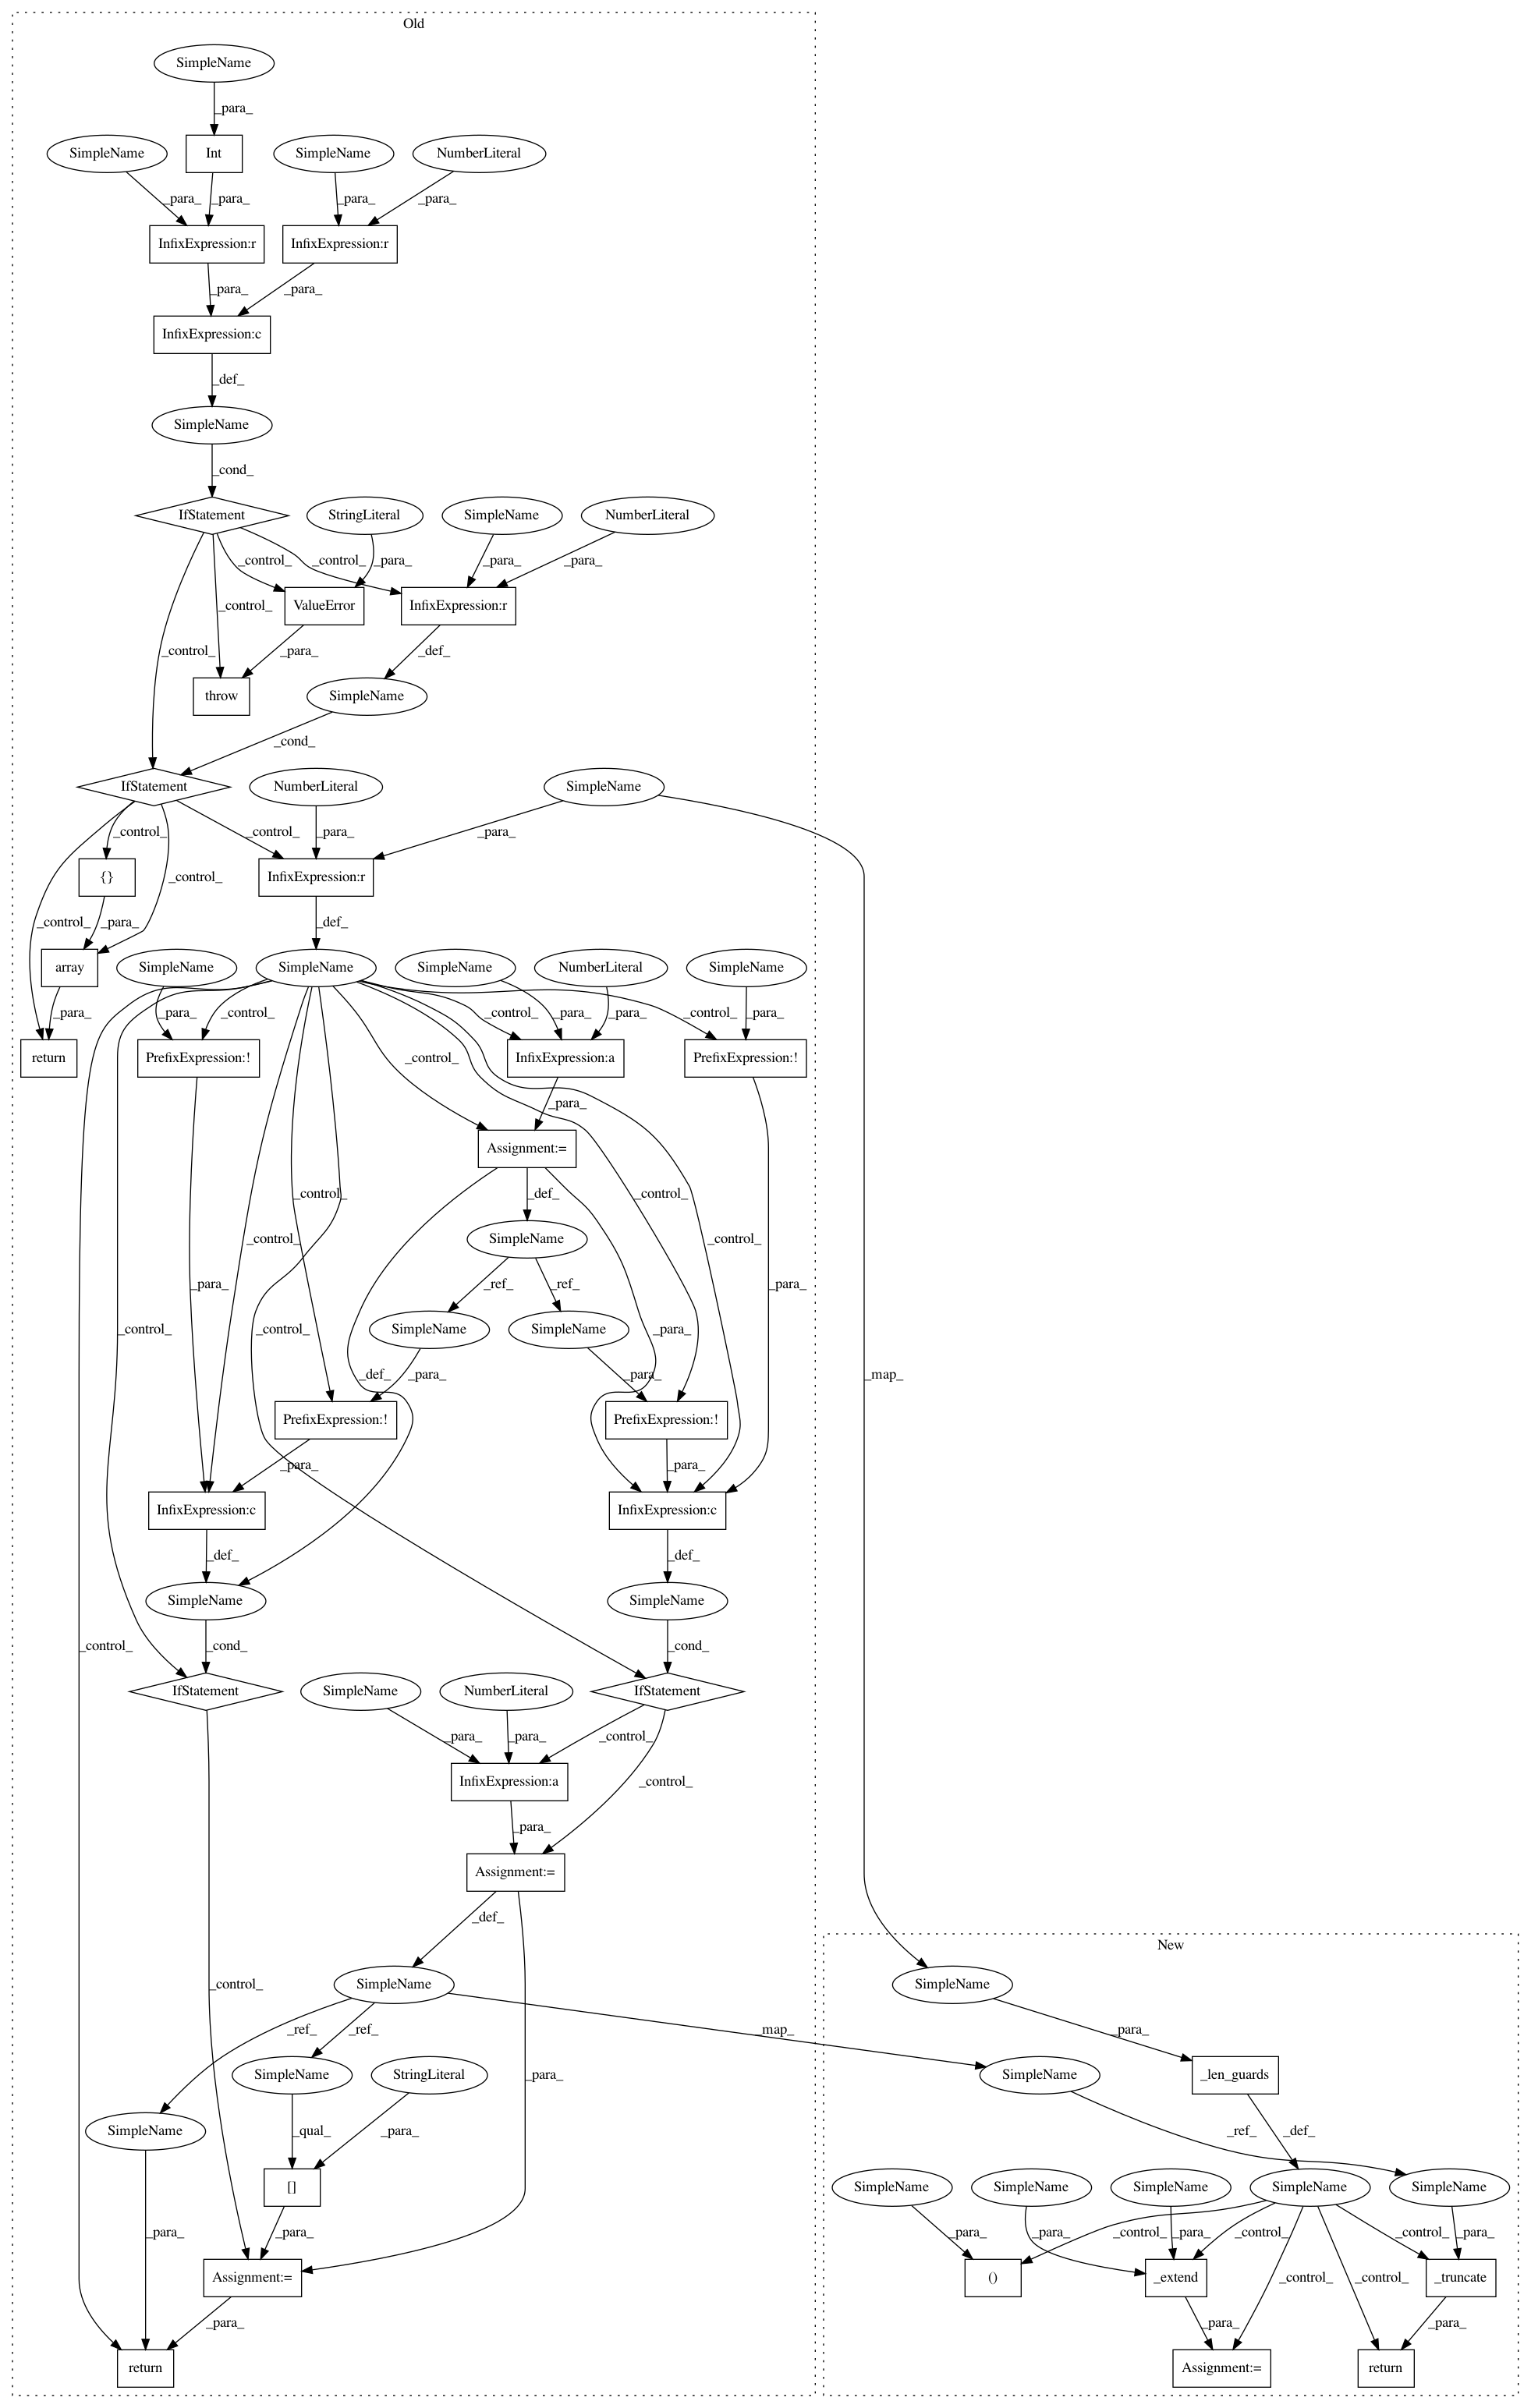 Old
SimpleName
_para_
SimpleName
Int
SimpleName
NumberLiteral
_para_
_para_
_para_
_para_
InfixExpression:r
InfixExpression:r
_para_
_para_
InfixExpression:c
_def_
SimpleName
_cond_
IfStatement
StringLiteral
SimpleName
NumberLiteral
_control_
_control_
_para_
_para_
_para_
_control_
ValueError
InfixExpression:r
_control_
_para_
_def_
throw
SimpleName
_cond_
IfStatement
NumberLiteral
SimpleName
_control_
_control_
_para_
_para_
{}
_control_
InfixExpression:r
_control_
_para_
_def_
array
SimpleName
SimpleName
SimpleName
NumberLiteral
SimpleName
_para_
_para_
_control_
_control_
_para_
_para_
_control_
_para_
return
PrefixExpression:!
InfixExpression:a
PrefixExpression:!
_control_
_para_
Assignment:=
_control_
_control_
_def_
_control_
_control_
SimpleName
_para_
_ref_
_ref_
_para_
_control_
_control_
SimpleName
SimpleName
_para_
_map_
_def_
_para_
_para_
PrefixExpression:!
PrefixExpression:!
_para_
_para_
InfixExpression:c
InfixExpression:c
_def_
_def_
SimpleName
SimpleName
_control_
_cond_
_cond_
IfStatement
SimpleName
NumberLiteral
IfStatement
_para_
_para_
_control_
InfixExpression:a
_control_
_para_
Assignment:=
_def_
New
_control_
SimpleName
SimpleName
_ref_
_ref_
_map_
_para_
SimpleName
StringLiteral
_para_
SimpleName
_len_guards
SimpleName
_qual_
_para_
_ref_
_def_
[]
SimpleName
SimpleName
SimpleName
SimpleName
SimpleName
_para_
_para_
_para_
_para_
_control_
_para_
_control_
_control_
_para_
Assignment:=
()
_extend
_control_
_control_
_truncate
_para_
_para_
_para_
return
Assignment:=
return